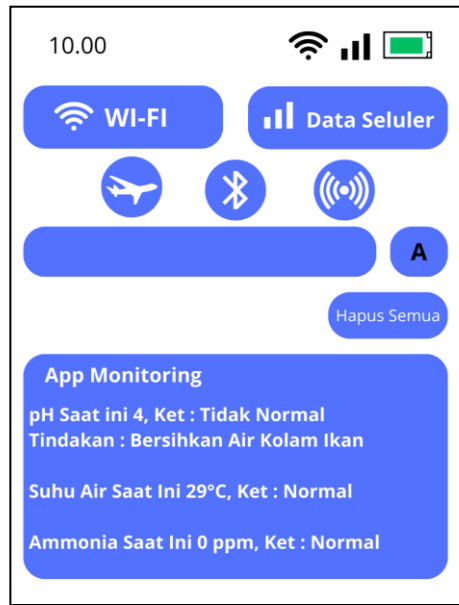 10.00
WI-FI
Data Seluler
A
Hapus Semua
App Monitoring
pH Saat ini 4, Ket : Tidak Normal
Tindakan : Bersihkan Air Kolam Ikan
Suhu Air Saat Ini 29°C, Ket : Normal
Ammonia Saat Ini 0 ppm, Ket : Normal